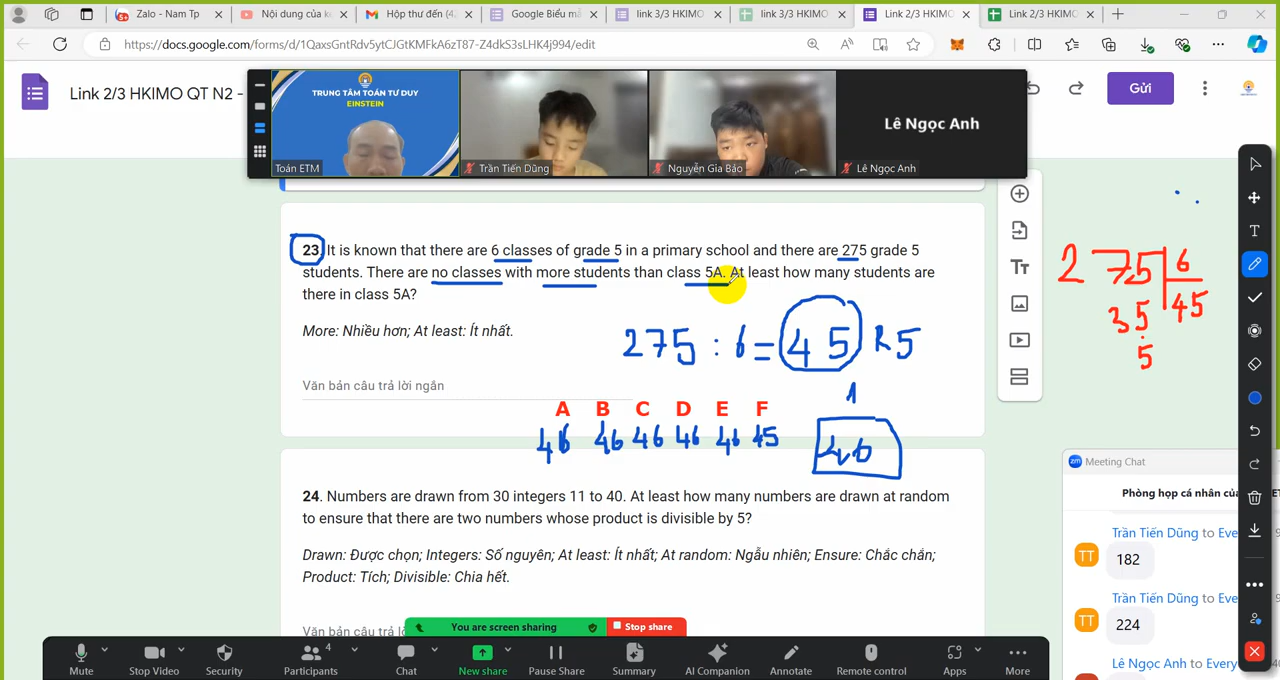 Zalo - Nam Tp
Nội dung của k
Hộp thư đến (4
Google Biểu m
link 3/3 HKIMO
link 3/3 HKIMO
Link 2/3 HKIMO
Link 2/3 HKIMO
https://docs.google.com/forms/d/1QaxsGntRdv5ytCJGtKMFkA6zT87-Z4dkS3sLHK4j994/edit
Link 2/3 HKIMO QT N2 -
TRUNG TÂM TOÁN TƯ DUY
EINSTEIN
Toán ETM
Trần Tiến Dũng
Nguyễn Gia Bảo
Lê Ngọc Anh
Lê Ngọc Anh
Gửi
23. It is known that there are 6 classes of grade 5 in a primary school and there are 275 grade 5
students. There are no classes with more students than class 5A. At least how many students are
there in class 5A?
More: Nhiều hơn; At least: Ít nhất.
275 : 6 = 45 R5
1
46
Văn bản câu trả lời ngắn
A B C D E F
46 46 46 46 46 45
275 6
35 45
5
24. Numbers are drawn from 30 integers 11 to 40. At least how many numbers are drawn at random
to ensure that there are two numbers whose product is divisible by 5?
Drawn: Được chọn; Integers: Số nguyên; At least: Ít nhất; At random: Ngẫu nhiên; Ensure: Chắc chắn;
Product: Tích; Divisible: Chia hết.
Văn bản câu trả lờ
You are screen sharing
Stop share
zm Meeting Chat
Phòng họp cá nhân của ET
Trần Tiến Dũng to Eve
TT 182
Trần Tiến Dũng to Eve
TT 224
Lê Ngọc Anh to Every
Mute
Stop Video
Security
Participants 4
Chat
New share
Pause Share
Summary
AI Companion
Annotate
Remote control
Apps
More